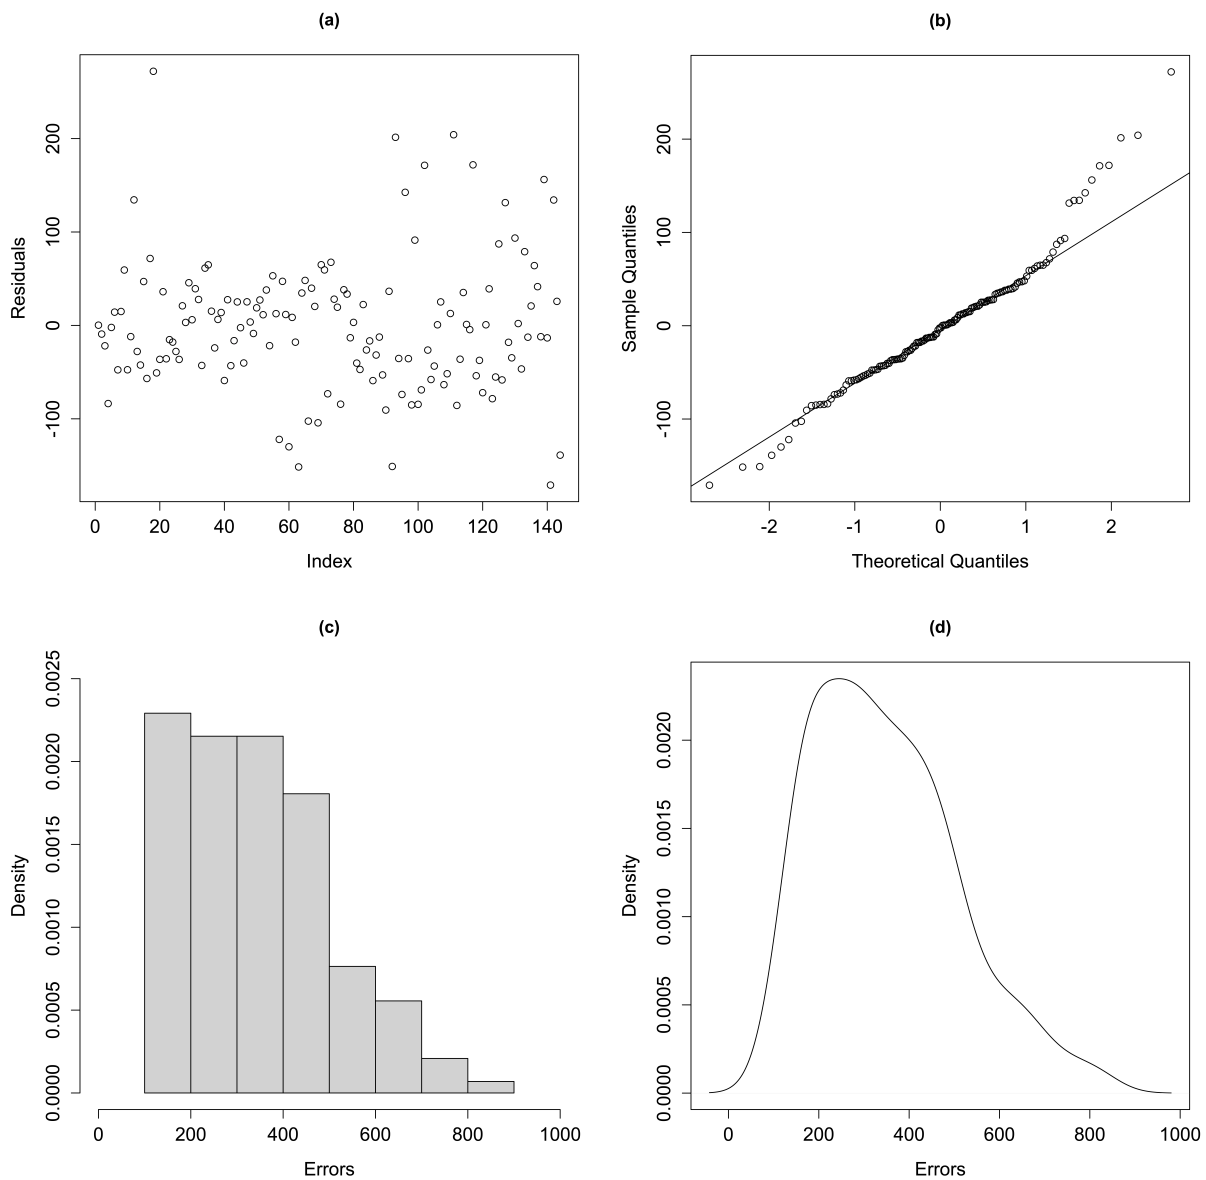 (a)
200
100
0
-100
Residuals
0 20 40 60 80 100 120 140
Index
(b)
200
100
0
-100
Sample Quantiles
-2 -1 0 1 2
Theoretical Quantiles
(c)
0.0025
0.0020
0.0015
0.0010
0.0005
0.0000
Density
0 200 400 600 800 1000
Errors
(d)
0.0020
0.0015
0.0010
0.0005
0.0000
Density
0 200 400 600 800 1000
Errors